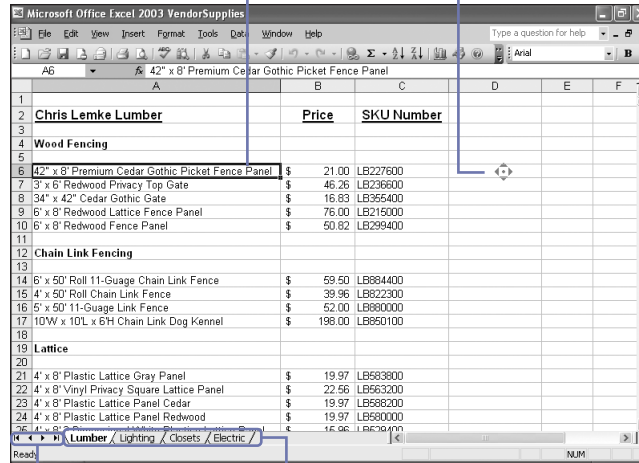 Microsoft Office Excel 2003 VendorSupplies
File Edit View Insert Format Tools Data Window Help Type a question for help
Arial B
A6 fx 42" x 8' Premium Cedar Gothic Picket Fence Panel
A B C D E F
1
2 Chris Lemke Lumber Price SKU Number
3
4 Wood Fencing
5
6 42" x 8' Premium Cedar Gothic Picket Fence Panel $ 21.00 LB227600
7 3' x 6' Redwood Privacy Top Gate $ 46.26 LB236600
8 34" x 42" Cedar Gothic Gate $ 16.83 LB355400
9 6' x 8' Redwood Lattice Fence Panel $ 76.00 LB215000
10 6' x 8' Redwood Fence Panel $ 50.82 LB299400
11
12 Chain Link Fencing
13
14 6' x 50' Roll 11-Guage Chain Link Fence $ 59.50 LB884400
15 4' x 50' Roll Chain Link Fence $ 39.96 LB822300
16 5' x 50' 11-Guage Link Fence $ 52.00 LB880000
17 10'W x 10'L x 6'H Chain Link Dog Kennel $ 198.00 LB850100
18
19 Lattice
20
21 4' x 8' Plastic Lattice Gray Panel $ 19.97 LB583800
22 4' x 8' Vinyl Privacy Square Lattice Panel $ 22.56 LB563200
23 4' x 8' Plastic Lattice Panel Cedar $ 19.97 LB588200
24 4' x 8' Plastic Lattice Panel Redwood $ 19.97 LB580000
Lumber Lighting Closets Electric
Ready NUM